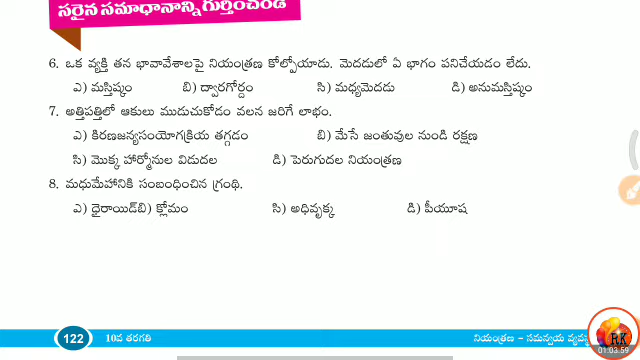 సరైన సమాధానాన్ని గుర్తించండి
6. ఒక వ్యక్తి తన భావావేశాలపై నియంత్రణ కోల్పోయాడు. మెదడులో ఏ భాగం పనిచేయడం లేదు.
ఎ) మస్తిష్కం బి) ద్వారగోర్దం సి) మధ్యమెదడు డి) అనుమస్తిష్కం
7. అత్తిపత్తిలో ఆకులు ముడుచుకోడం వలన జరిగే లాభం.
ఎ) కిరణజన్యసంయోగక్రియ తగ్గడం బి) మేసే జంతువుల నుండి రక్షణ
సి) మొక్క హార్మోనుల విడుదల డి) పెరుగుదల నియంత్రణ
8. మధుమేహానికి సంబంధించిన గ్రంథి.
ఎ) థైరాయిడ్ బి) క్లోమం సి) అధివృక్క డి) పీయూష
122 10వ తరగతి నియంత్రణ – సమన్వయ
RK
01:03:59